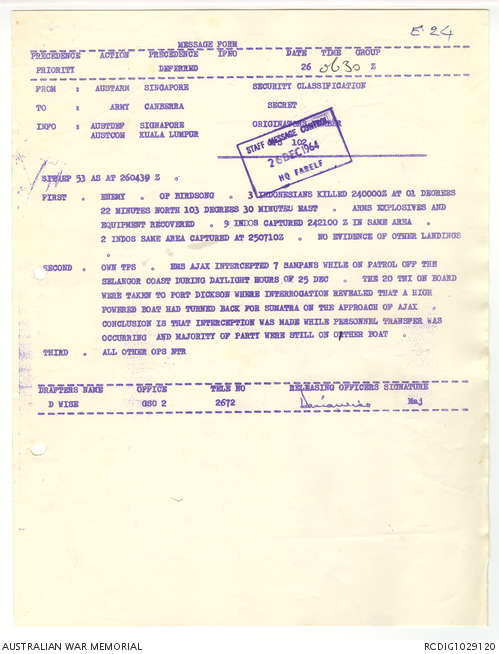 E 24
MESSAGE FORM
PRECEDENCE ACTION PRECEDENCE IPNO DATE TIME GROUP
PRIORITY DEFERRED 26 0630 Z
FROM : AUSTARM SINGAPORE SECURITY CLASSIFICATION
TO : ARMY CANBERRA SECRET
INFO : AUSTDEF SINGAPORE ORIGINATORS NUMBER
AUSTCOM KUALA LUMPUR 102
STAFF MESSAGE CONTROL
26 DEC 1964
HQ FARELF
SITREP 53 AS AT 260439 Z .
FIRST . ENEMY . OP BIRDSONG . 3 INDONESIANS KILLED 240000Z AT 01 DEGREES
22 MINUTES NORTH 103 DEGREES 30 MINUTES EAST . ARMS EXPLOSIVES AND
EQUIPMENT RECOVERED . 9 INDOS CAPTURED 242100 Z IN SAME AREA .
2 INDOS SAME AREA CAPTURED AT 250710Z . NO EVIDENCE OF OTHER LANDINGS
.
SECOND . OWN TPS . HMS AJAX INTERCEPTED 7 SAMPANS WHILE ON PATROL OFF THE
SELANGOR COAST DURING DAYLIGHT HOURS OF 25 DEC . THE 20 TNI ON BOARD
WERE TAKEN TO PORT DICKSON WHERE INTERROGATION REVEALED THAT A HIGH
POWERED BOAT HAD TURNED BACK FOR SUMATRA ON THE APPROACH OF AJAX .
CONCLUSION IS THAT INTERCEPTION WAS MADE WHILE PERSONNEL TRANSFER WAS
OCCURRING AND MAJORITY OF PARTY WERE STILL ON OTHER BOAT .
THIRD . ALL OTHER OPS NTR
DRAFTERS NAME OFFICE TELE NO RELEASING OFFICERS SIGNATURE
D WISE GSO 2 2672 Maj
AUSTRALIAN WAR MEMORIAL RCDIG1029120